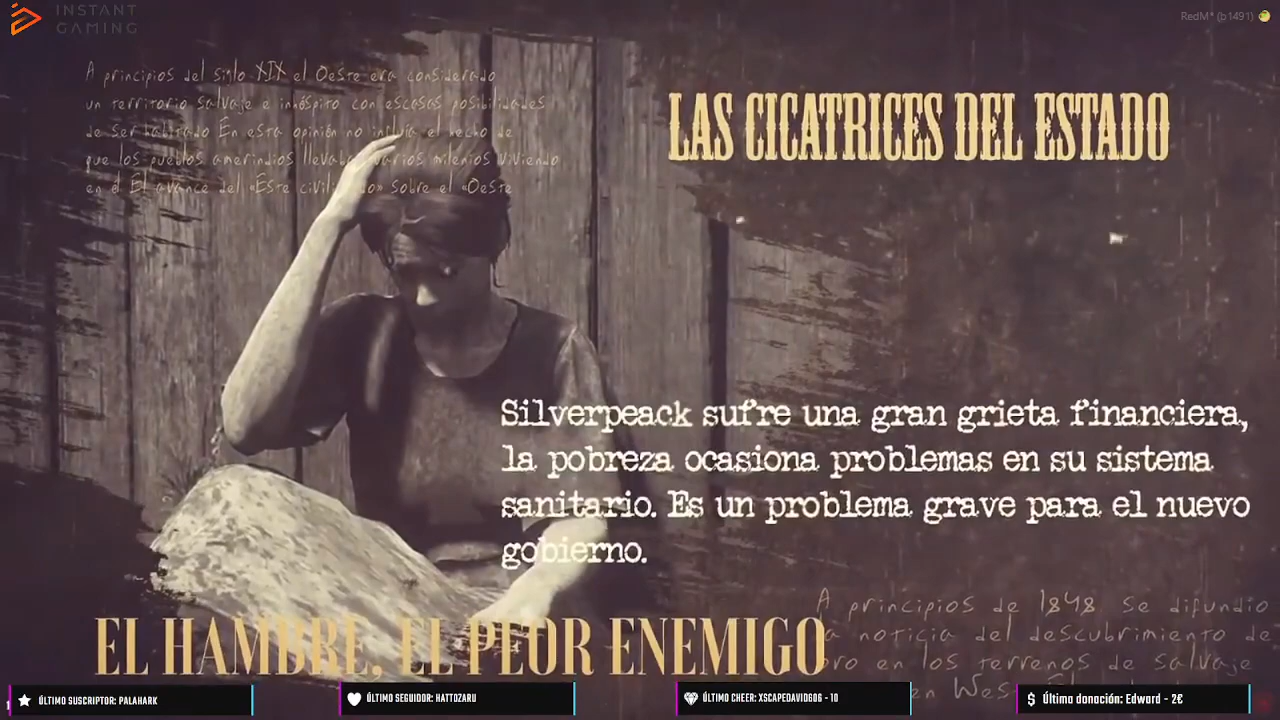 INSTANT
GAMING
RedM* (b1491)
A principios del siglo XIX el Oeste era considerado
un territorio salvaje e inhóspito con escasas posibilidades
de ser habitado En esta opinión no incluía el hecho de
que los pueblos amerindios varios milenios viviendo
en el El avance del «Este sobre el «Oeste
LAS CICATRICES DEL ESTADO
Silverpeack sufre una gran grieta financiera,
la pobreza ocasiona problemas en su sistema
sanitario. Es un problema grave para el nuevo
gobierno.
A principios de 1848 se difundio
la noticia del descubrimiento de
oro en los terrenos de salvaje
en
EL HAMBRE, EL PEOR ENEMIGO
ÚLTIMO SUSCRIPTOR: PALAHARK
ÚLTIMO SEGUIDOR: HATTOZARU
ÚLTIMO CHEER: XSCAPEDAVID606 - 10
Última donación: Edward - 2€